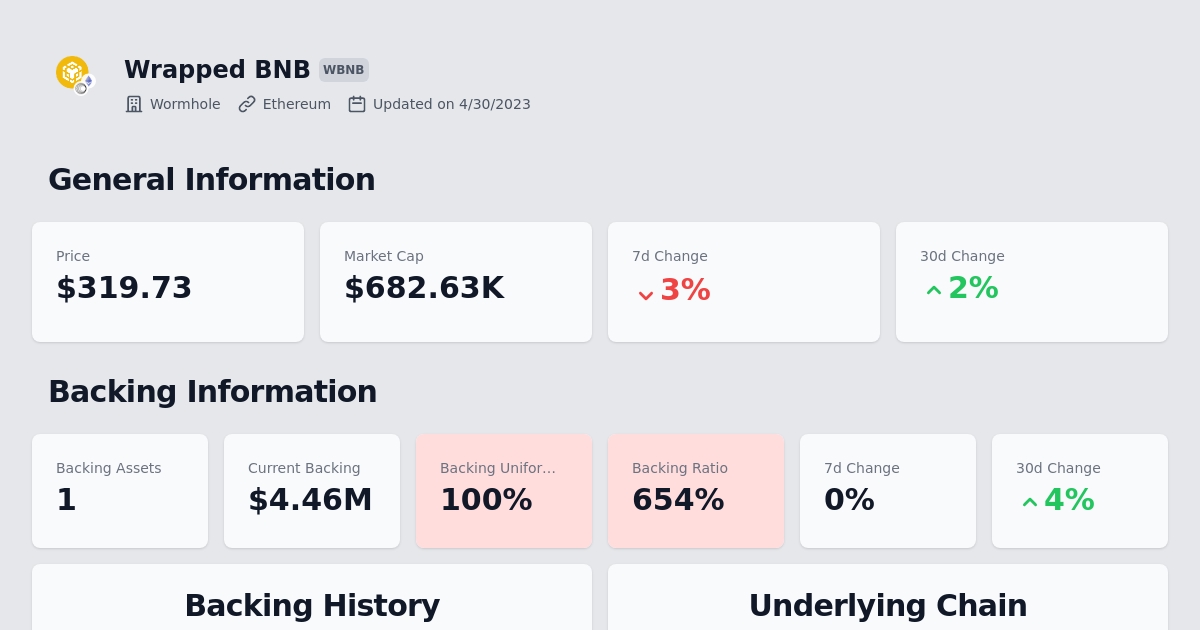 Wrapped BNB WBNB
Wormhole Ethereum Updated on 4/30/2023
General Information
Price
$319.73
Market Cap
$682.63K
7d Change
3%
30d Change
2%
Backing Information
Backing Assets
1
Current Backing
$4.46M
Backing Unifor...
100%
Backing Ratio
654%
7d Change
0%
30d Change
4%
Backing History
Underlying Chain